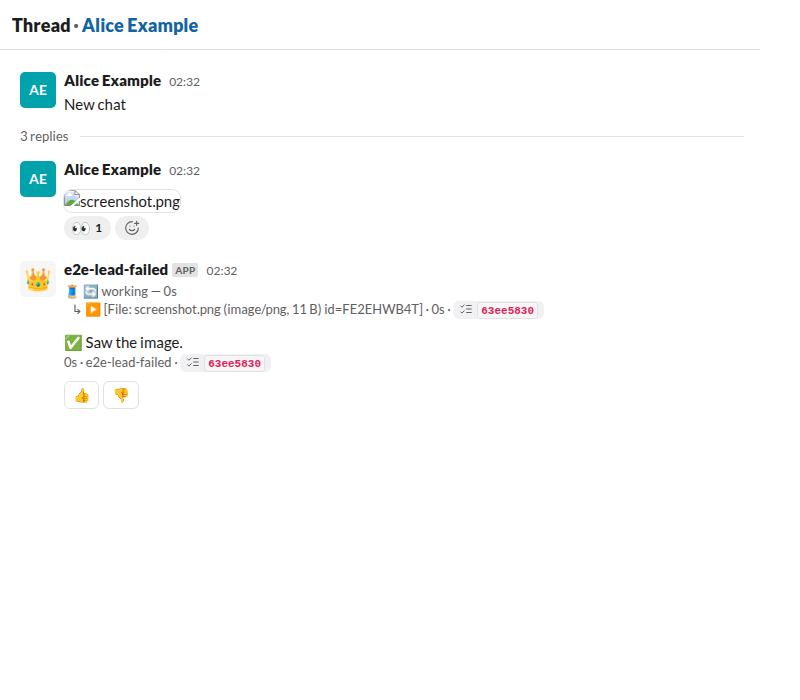 Thread · Alice Example
AE
Alice Example 02:32
New chat
3 replies
AE
Alice Example 02:32
screenshot.png
👀 1
e2e-lead-failed APP 02:32
🧵 🔄 working — 0s
↳ ▶️ [File: screenshot.png (image/png, 11 B) id=FE2EHWB4T] · 0s · 63ee5830
✅ Saw the image.
0s · e2e-lead-failed · 63ee5830
👍 👎